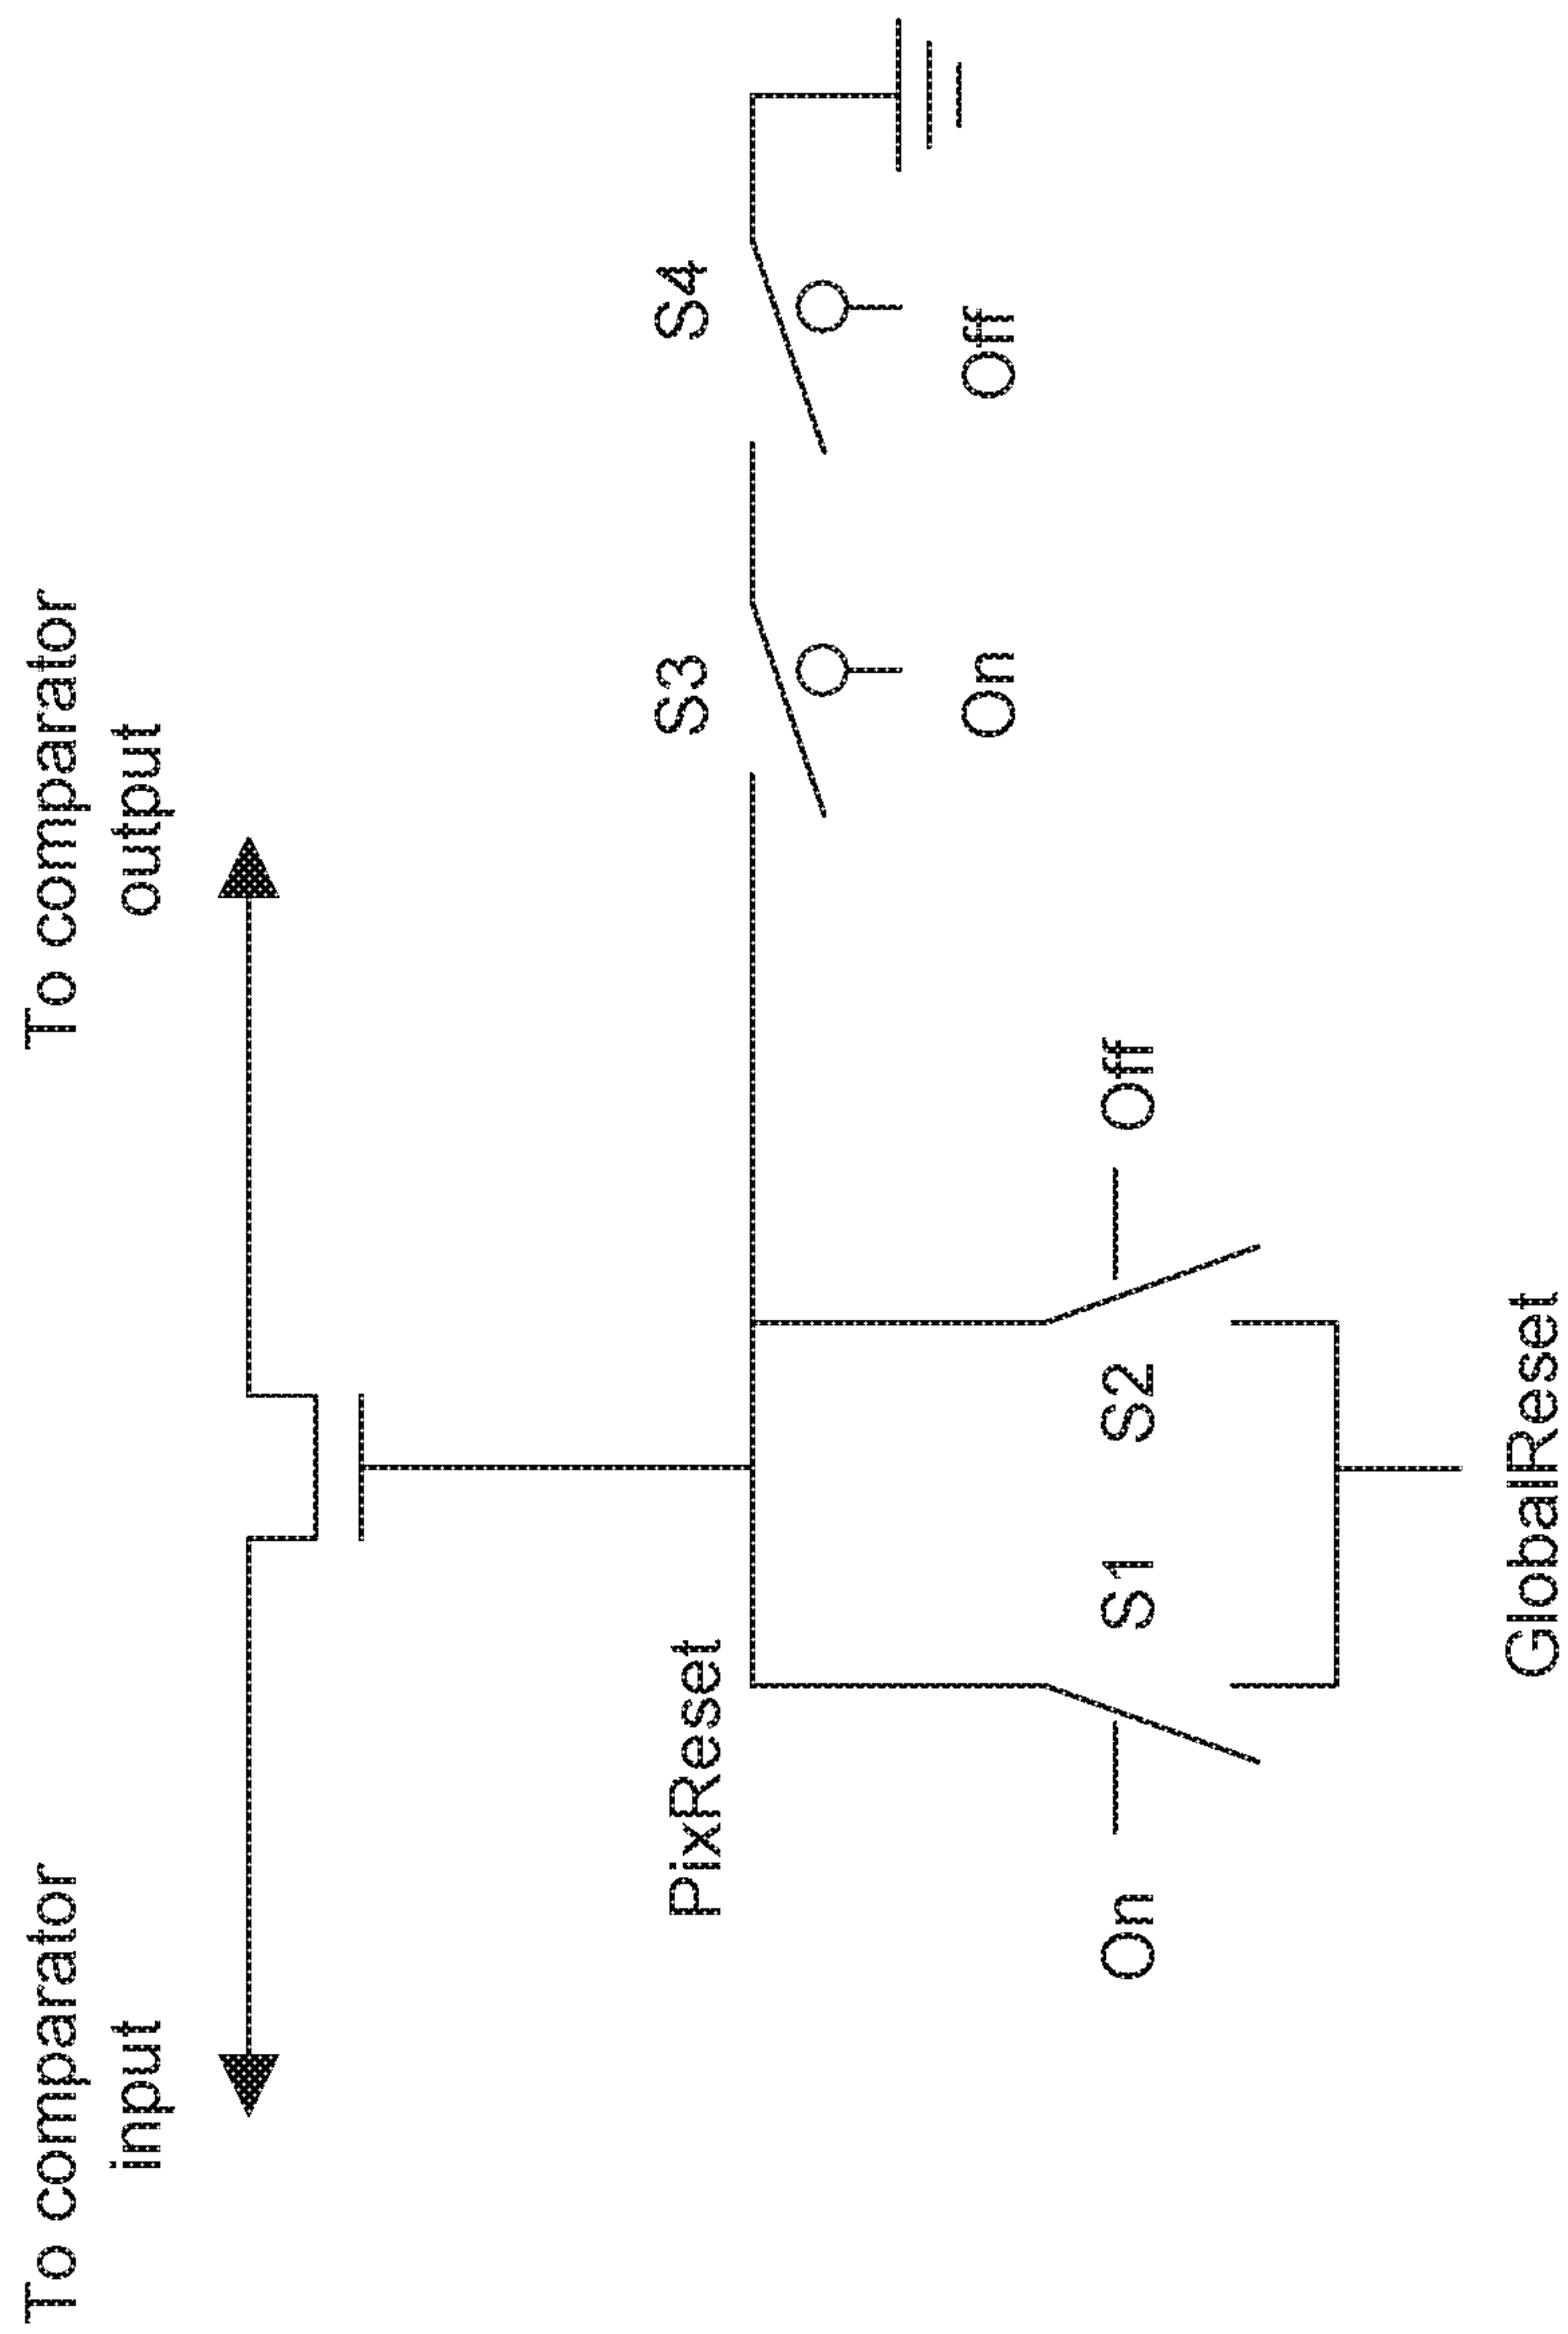 To comparator
input
To comparator
output
PixReset
S3
S4
On
Off
On
S1
S2
Off
GlobalReset